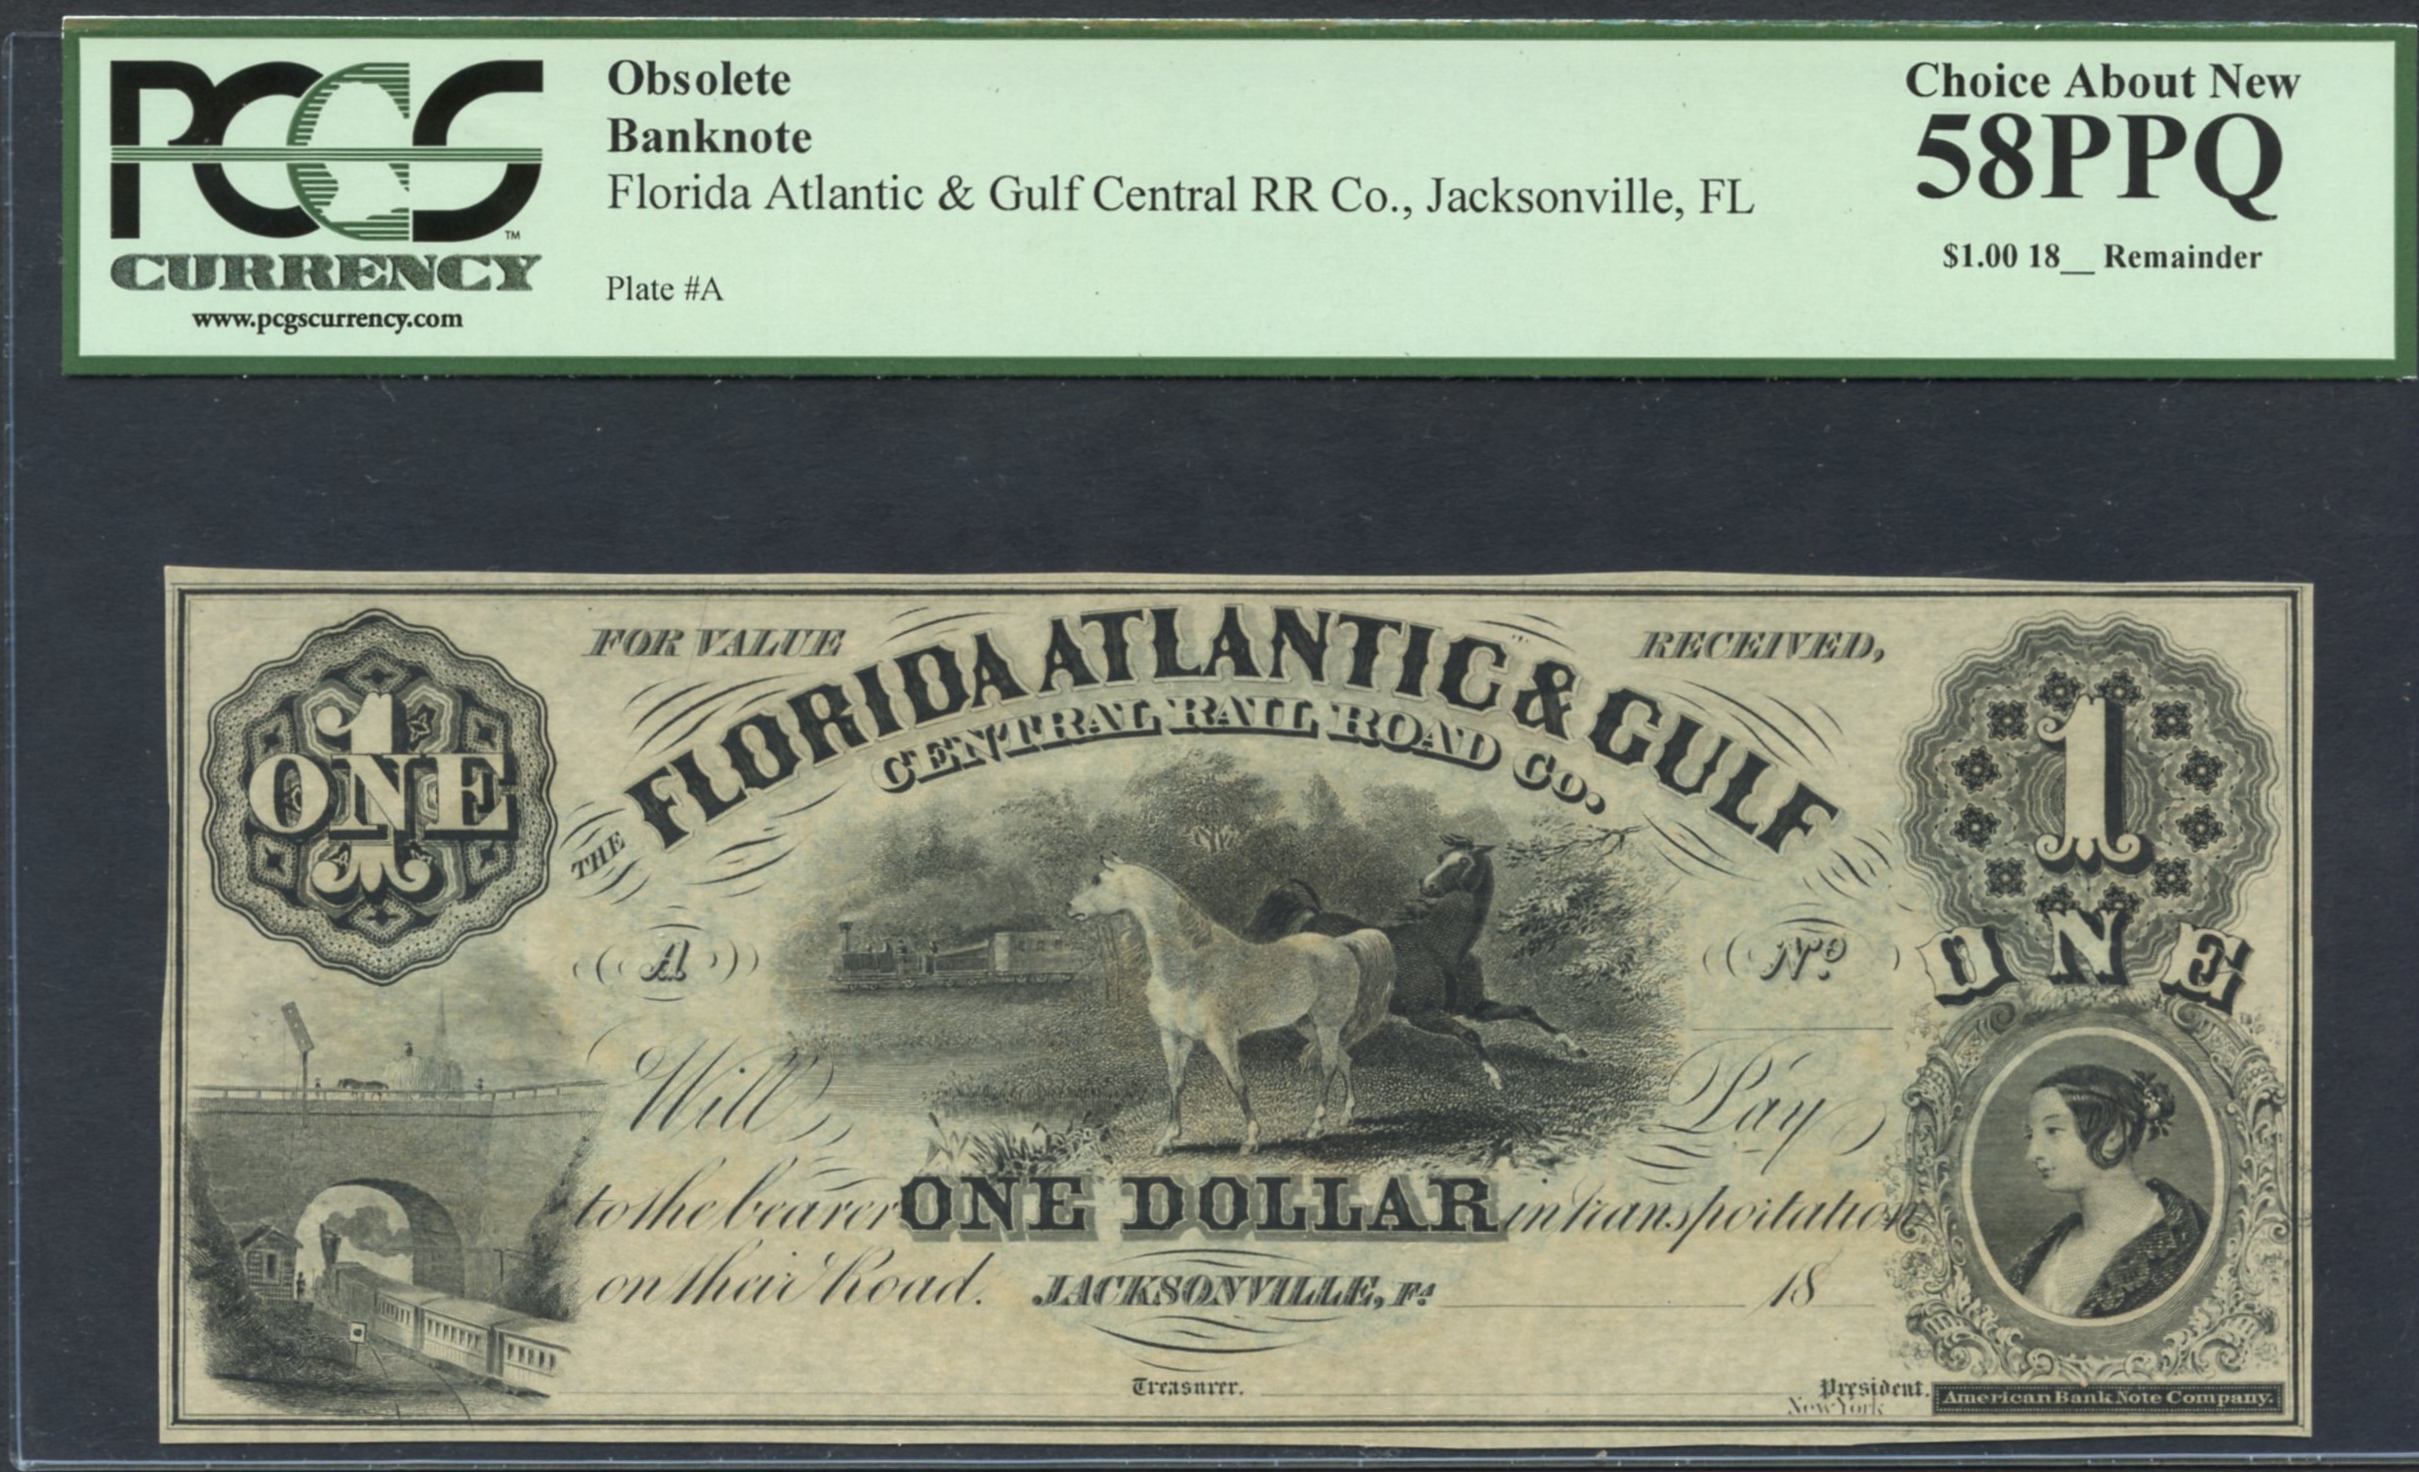 PCGS
™
CURRENCY
www.pcgscurrency.com
Obsolete
Banknote
Florida Atlantic & Gulf Central RR Co., Jacksonville, FL
Plate #A
Choice About New
58PPQ
$1.00 18__ Remainder
FOR VALUE RECEIVED,
THE FLORIDA ATLANTIC & GULF
CENTRAL RAIL ROAD Co.
1
ONE
1
ONE
A
No.
Will Pay
to the bearer ONE DOLLAR in transportation
on their Road. JACKSONVILLE, Fa. 18
Treasurer. President.
New York
American Bank Note Company.